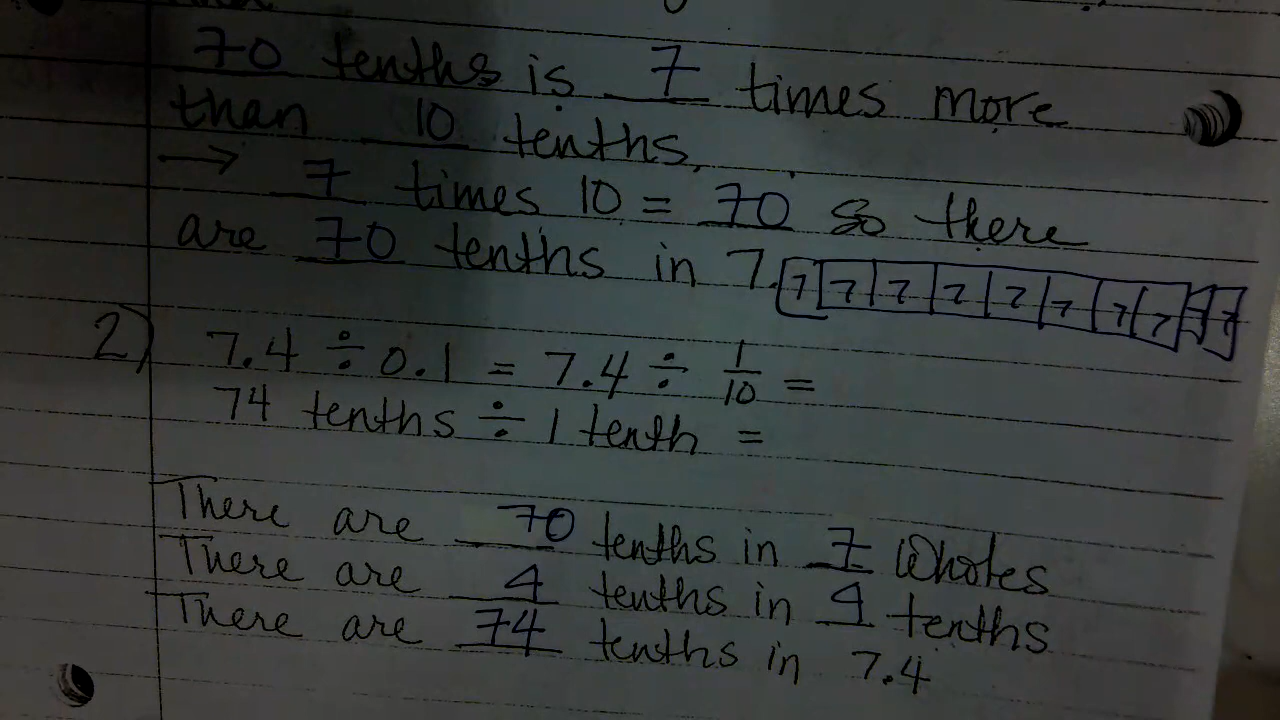 70 tenths is 7 times more
than 10 tenths.
→ 7 times 10 = 70 so there
are 70 tenths in 7.
7 7 7 7 7 7 7 7 7 7
2) 7.4 ÷ 0.1 = 7.4 ÷ 1/10 =
74 tenths ÷ 1 tenth =
There are 70 tenths in 7 wholes
There are 4 tenths in 4 tenths
There are 74 tenths in 7.4